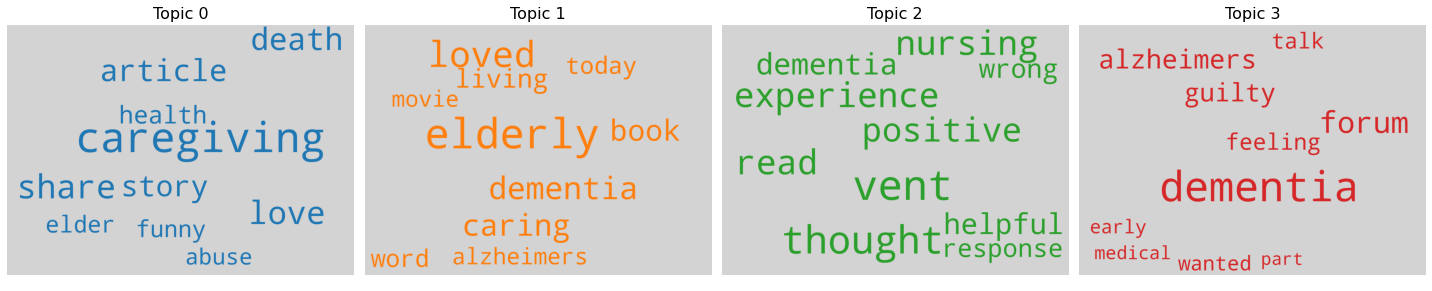 Topic 0
death
article
health
caregiving
share story
love
elder
funny
abuse
Topic 1
loved
living
today
movie
elderly
book
dementia
caring
word
alzheimers
Topic 2
nursing
dementia
wrong
experience
positive
read
vent
helpful
thought
response
Topic 3
talk
alzheimers
guilty
forum
feeling
dementia
early
medical
wanted
part